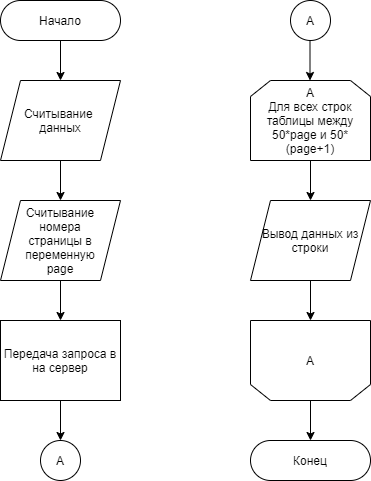 Начало
Считывание
данных
Считывание
номера
страницы в
переменную
page
Передача запроса в
на сервер
А
А
А
Для всех строк
таблицы между
50*page и 50*
(page+1)
Вывод данных из
строки
А
Конец